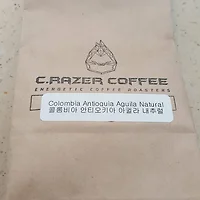 C.RAZER COFFEE
ENERGETIC COFFEE ROASTERS
Colombia Antioquia Aguila Natural
콜롬비아 안티오키아 아귈라 내추럴